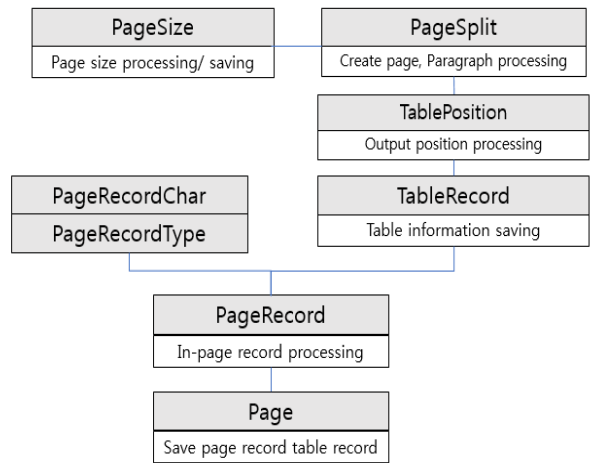 PageSize
Page size processing/ saving
PageSplit
Create page, Paragraph processing
TablePosition
Output position processing
PageRecordChar
PageRecordType
TableRecord
Table information saving
PageRecord
In-page record processing
Page
Save page record table record